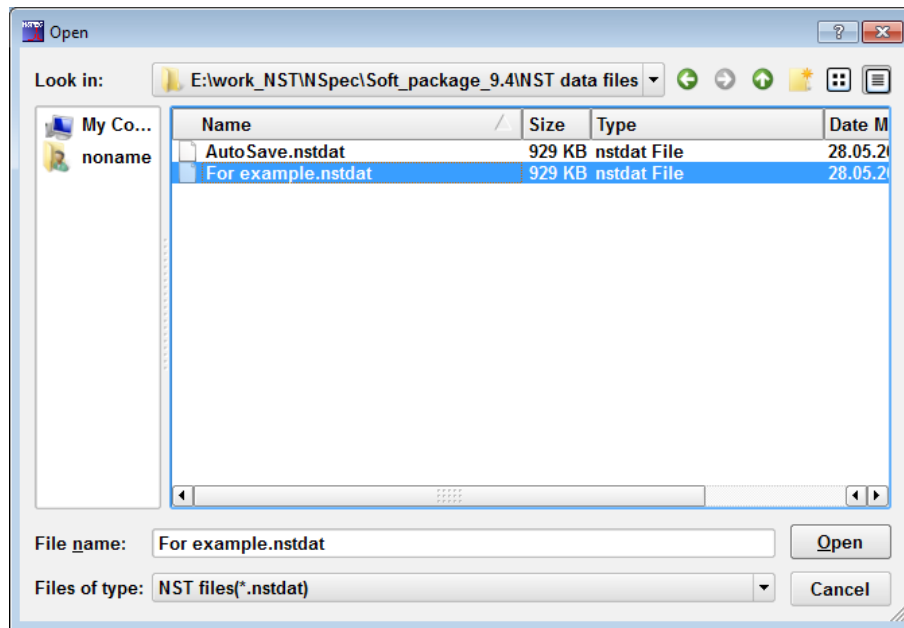 Open
Look in: E:\work_NST\NSpec\Soft_package_9.4\NST data files
My Co...
noname
Name Size Type Date M
AutoSave.nstdat 929 KB nstdat File 28.05.2
For example.nstdat 929 KB nstdat File 28.05.2
File name: For example.nstdat Open
Files of type: NST files(*.nstdat) Cancel